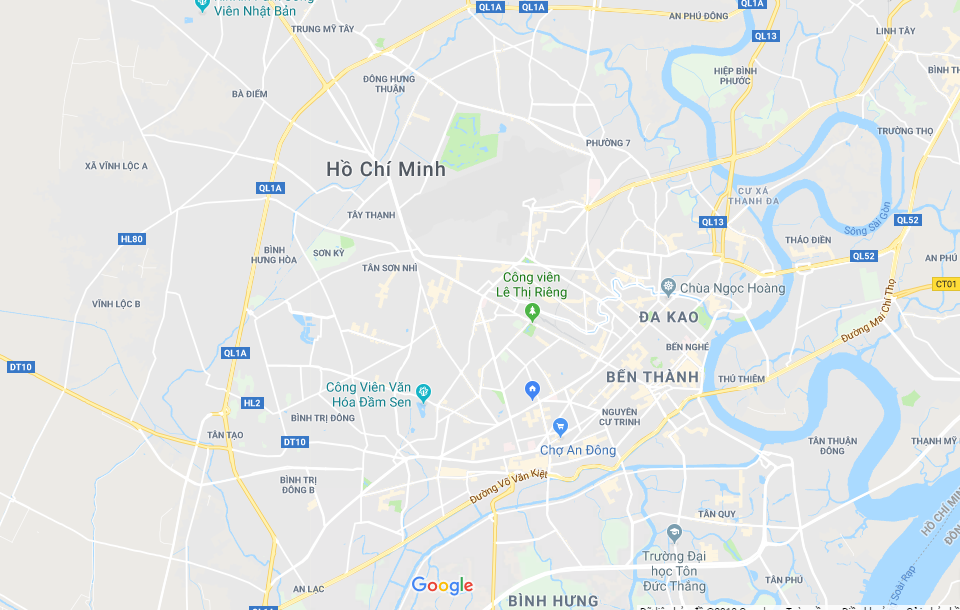 Viên Nhật Bản
QL1A
QL1A
QL1A
AN PHÚ ĐÔNG
TRUNG MỸ TÂY
QL13
LINH TÂY
HIỆP BÌNH
PHƯỚC
BÌNH TH
ĐÔNG HƯNG
THUẬN
BÀ ĐIỂM
TRƯỜNG THỌ
PHƯỜNG 7
XÃ VĨNH LỘC A
Hồ Chí Minh
QL1A
CƯ XÁ
THANH ĐA
TÂY THẠNH
QL13
Sông Sài Gòn
QL52
HL80
THẢO ĐIỀN
BÌNH
HƯNG HÒA
SƠN KỲ
QL52
AN PHÚ
TÂN SƠN NHÌ
Công viên
Lê Thị Riêng
Chùa Ngọc Hoàng
CT01
VĨNH LỘC B
ĐA KAO
Đường Mai Chí Thọ
BẾN NGHÉ
QL1A
DT10
BẾN THÀNH
THỦ THIÊM
Công Viên Văn
Hóa Đầm Sen
HL2
BÌNH TRỊ ĐÔNG
NGUYỄN
CƯ TRINH
TÂN TẠO
DT10
Chợ An Đông
TÂN THUẬN
ĐÔNG
THẠNH MỸ
BÌNH TRỊ
ĐÔNG B
Đường Võ Văn Kiệt
TÂN QUY
HỒ CHÍ MIN
ĐỒN
Trường Đại
học Tôn
Đức Thắng
TÂN PHÚ
Soài Rạp
AN LẠC
Google
BÌNH HƯNG
QL1A